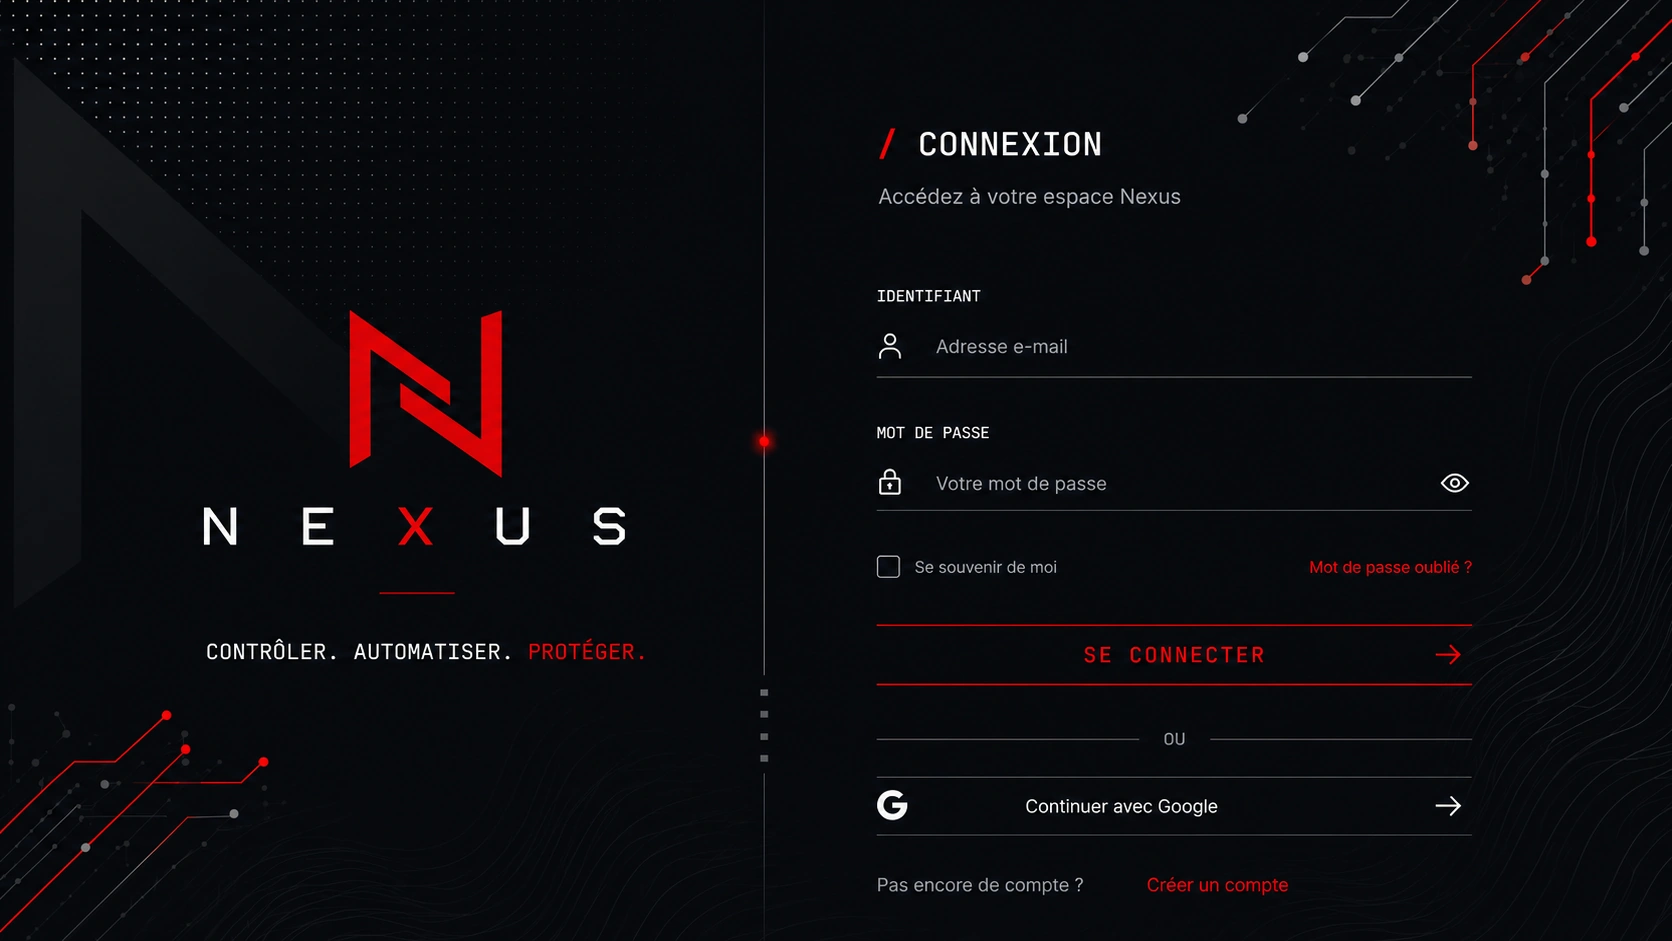 NEXUS
CONTRÔLER. AUTOMATISER. PROTÉGER.
/ CONNEXION
Accédez à votre espace Nexus
IDENTIFIANT
Adresse e-mail
MOT DE PASSE
Votre mot de passe
Se souvenir de moi
Mot de passe oublié ?
SE CONNECTER
OU
G Continuer avec Google
Pas encore de compte ? Créer un compte